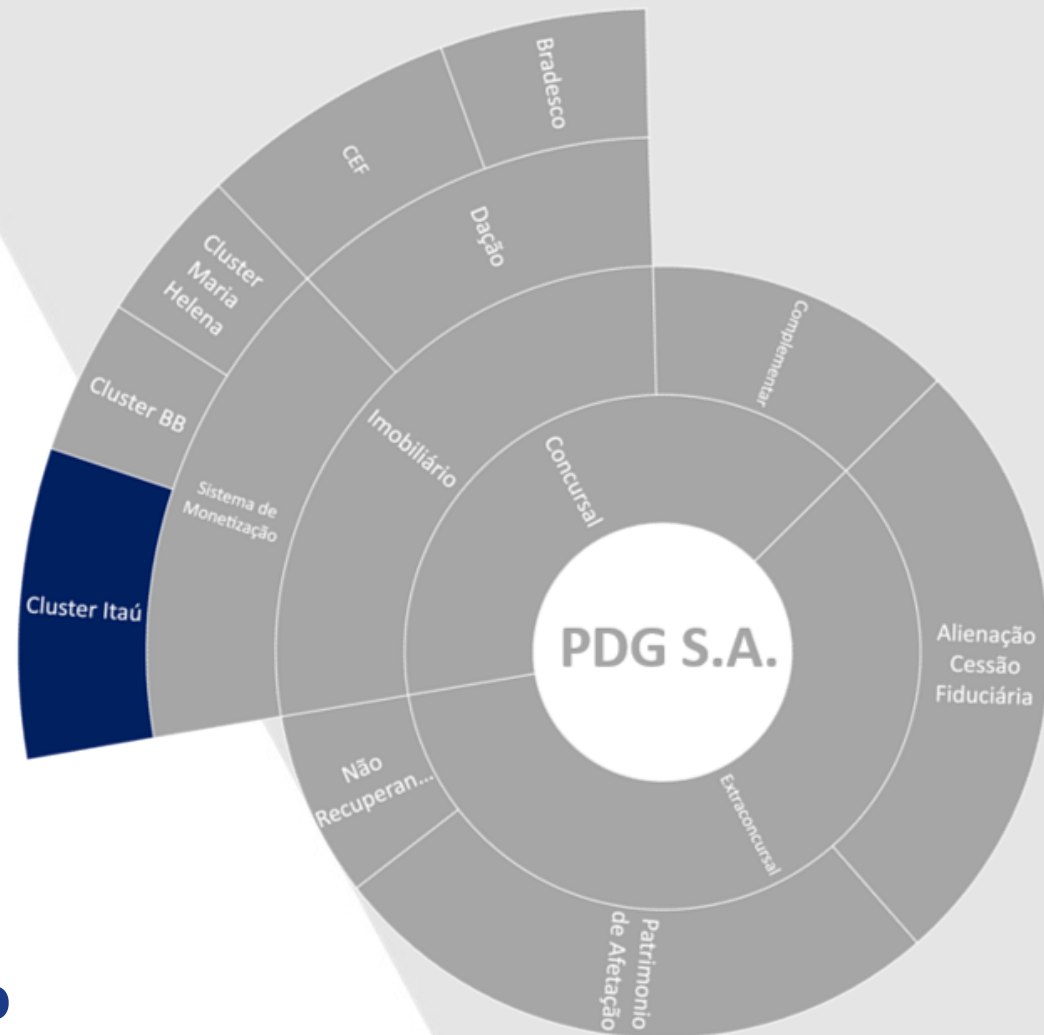 Bradesco
CEF
Dação
Cluster
Maria
Helena
Complementar
Cluster BB
Imobiliário
Concursal
Sistema de
Monetização
Cluster Itaú
PDG S.A.
Alienação
Cessão
Fiduciária
Não
Recuperan...
Extraconcursal
Patrimonio
de Afetação